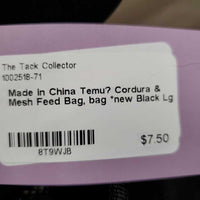 The Tack Collector
1002518-71
Made in China Temu? Cordura &
Mesh Feed Bag, bag *new Black Lg
$7.50
8T9WJB